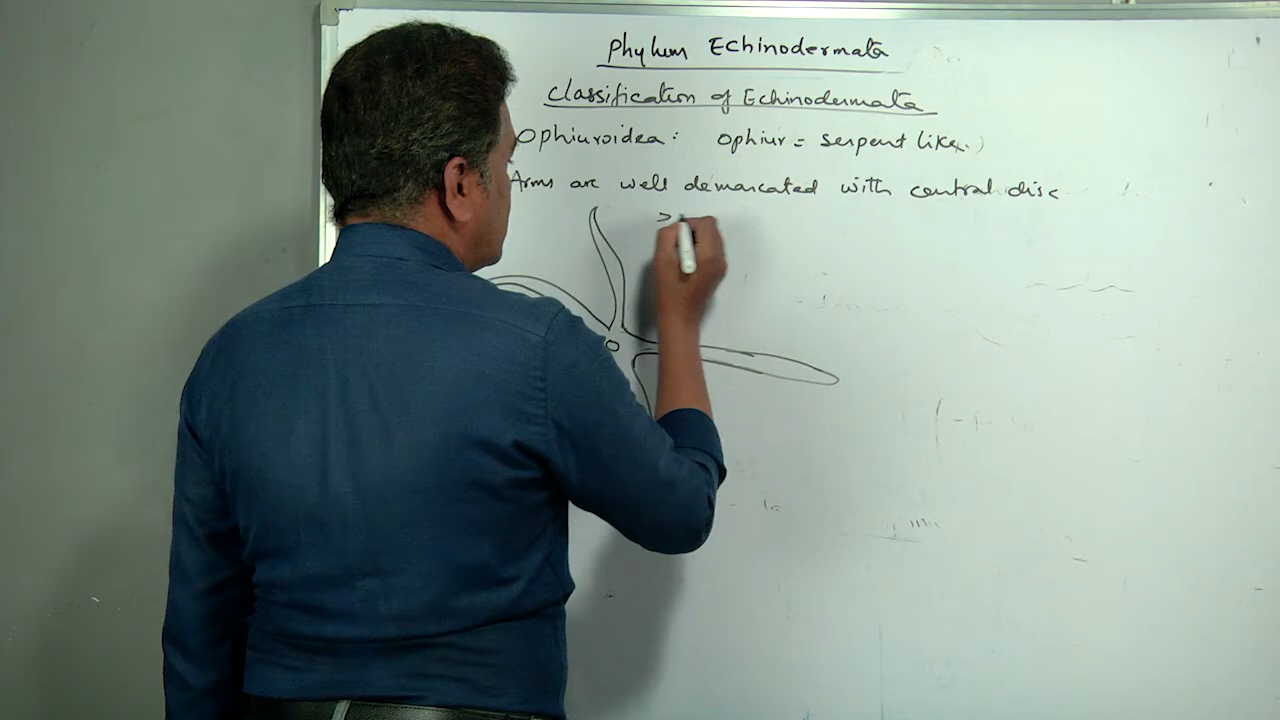 Phylum Echinodermata
Classification of Echinodermata
Ophiuroidea: Ophiur = serpent like.)
Arms are well demarcated with central disc
>